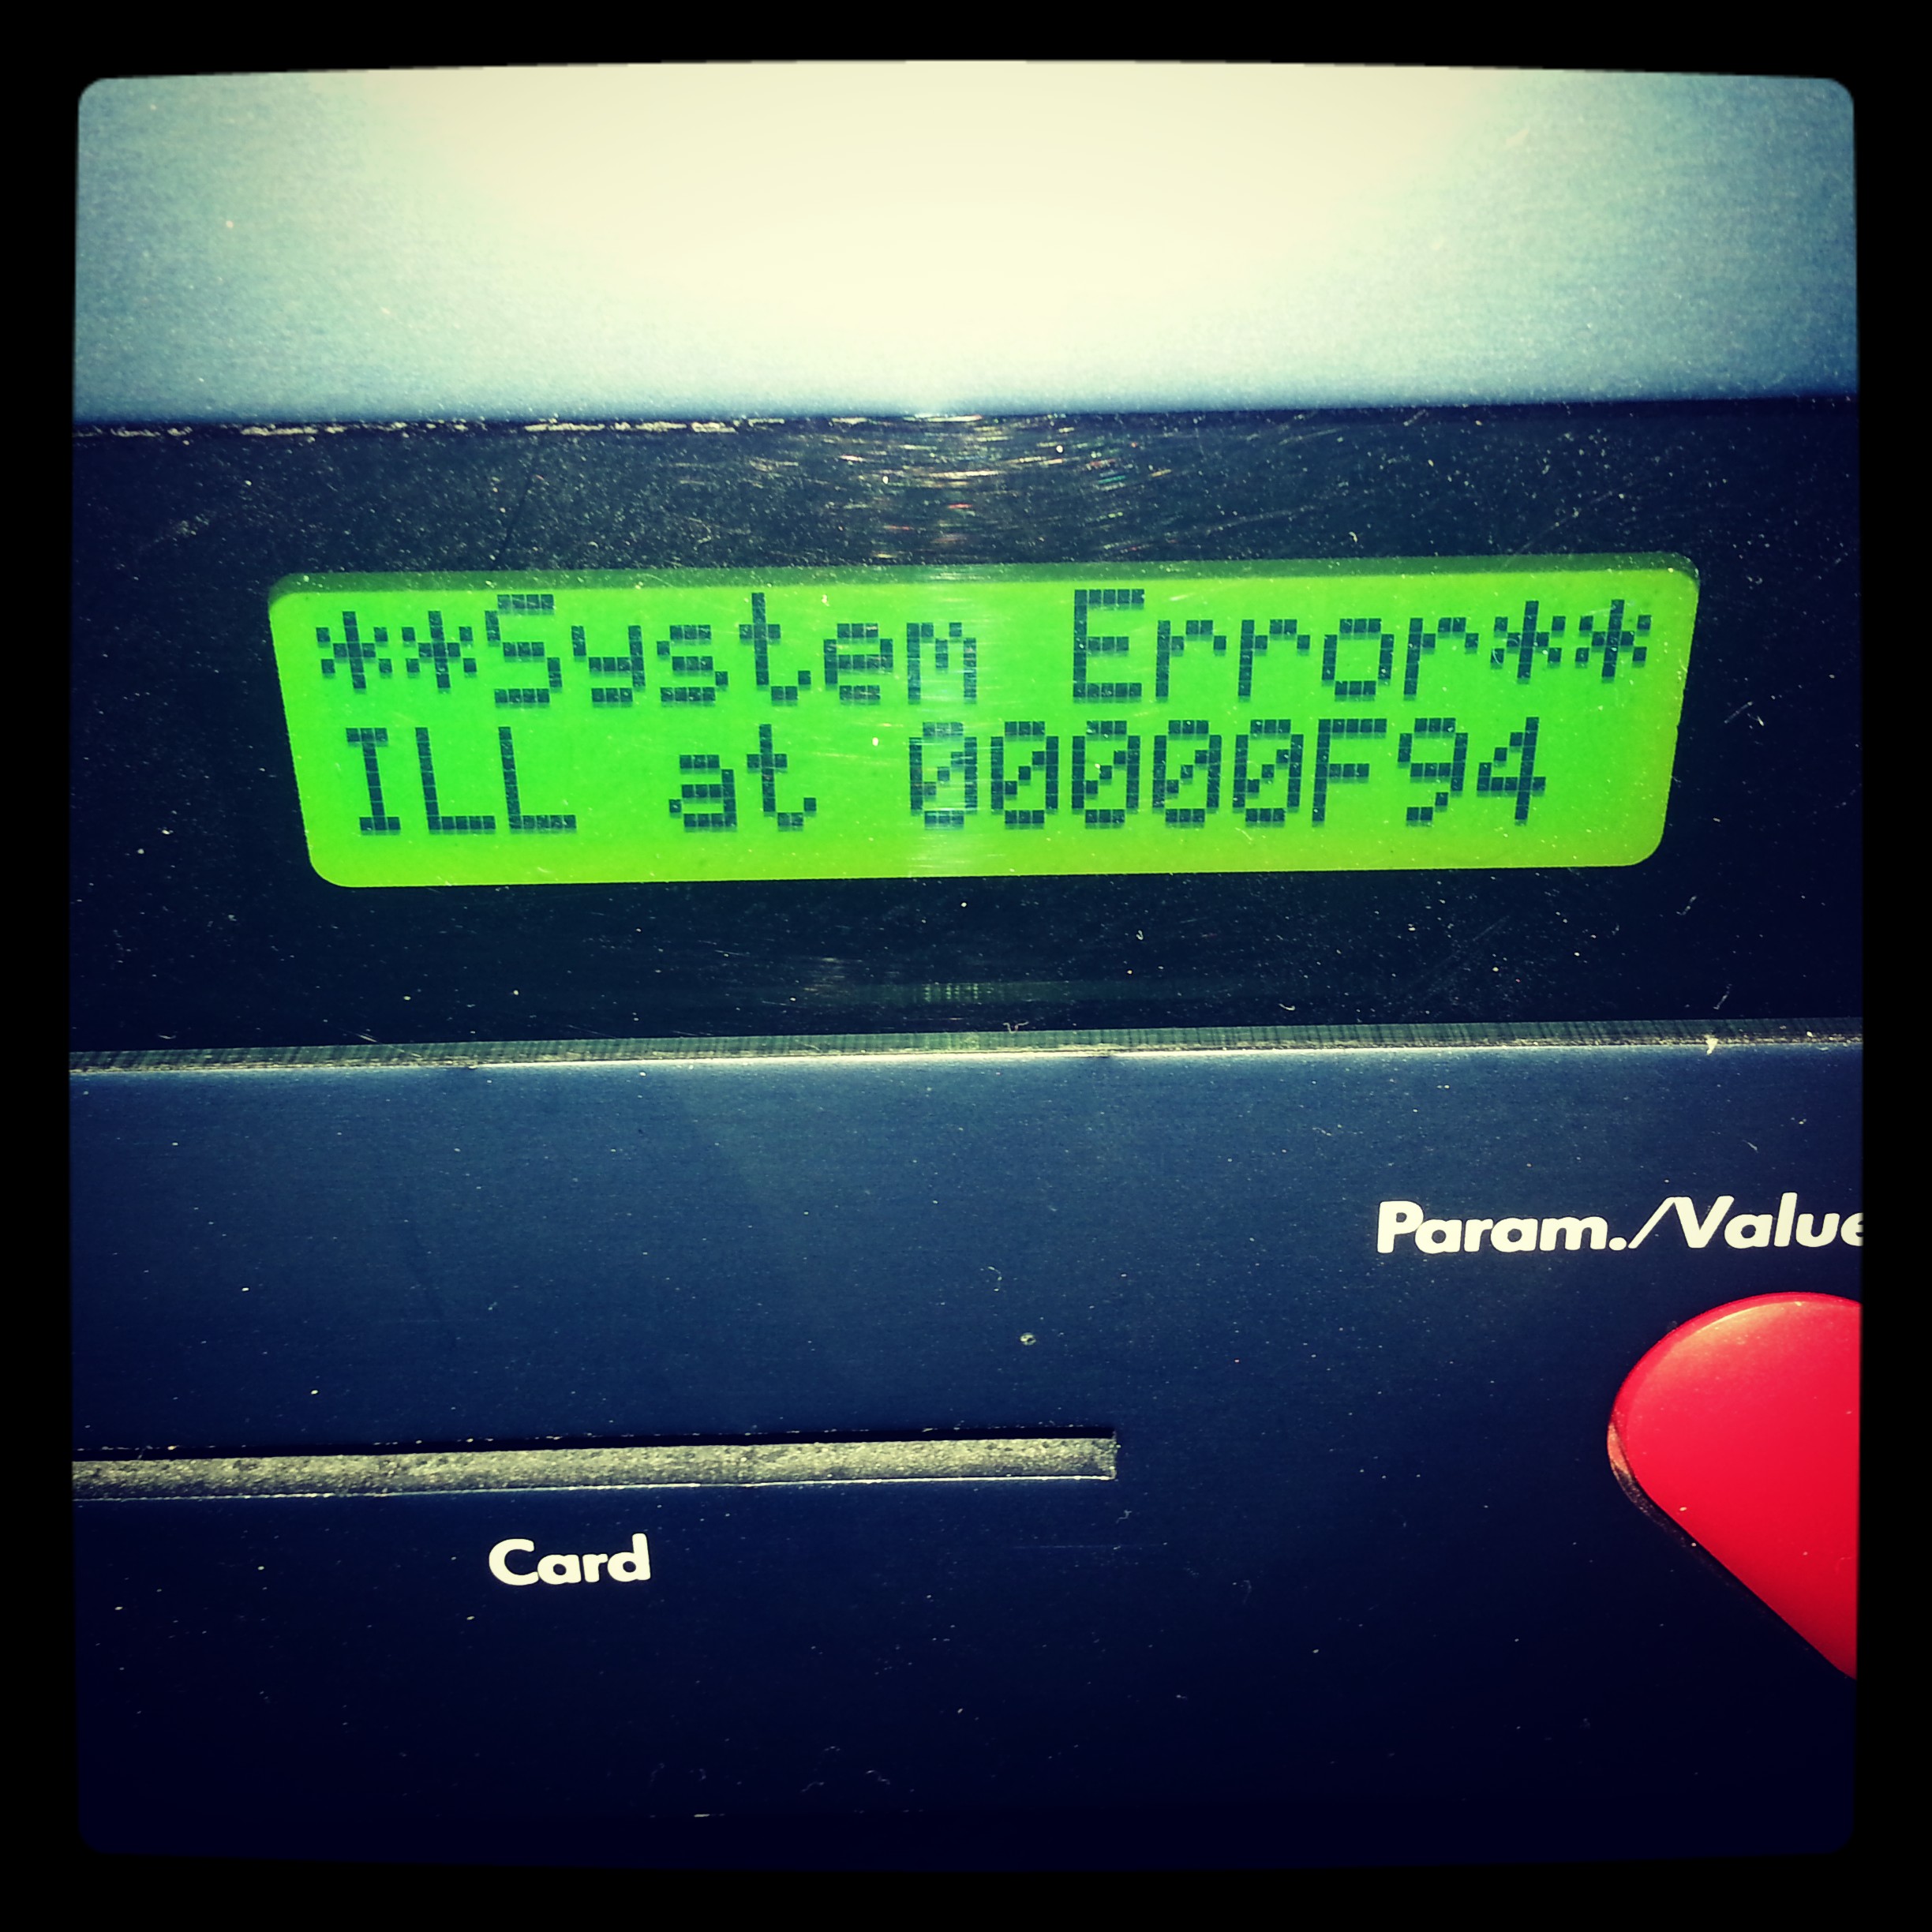 **System Error**
ILL at 00000F94
Param./Value
Card